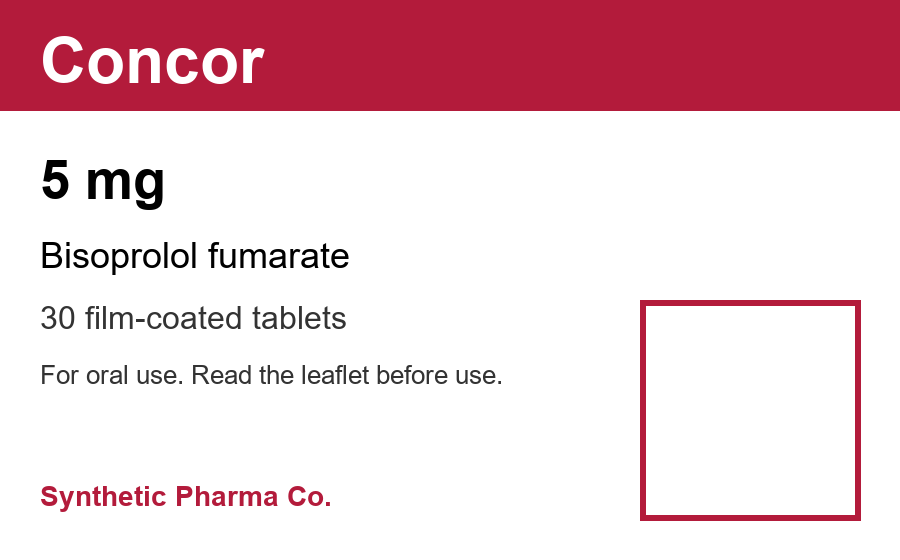 Concor
5 mg
Bisoprolol fumarate
30 film-coated tablets
For oral use. Read the leaflet before use.
Synthetic Pharma Co.